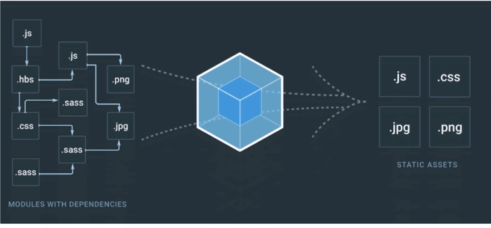 .js
.js
.hbs
.png
.sass
.css
.jpg
.sass
.sass
MODULES WITH DEPENDENCIES
.js
.css
.jpg
.png
STATIC ASSETS